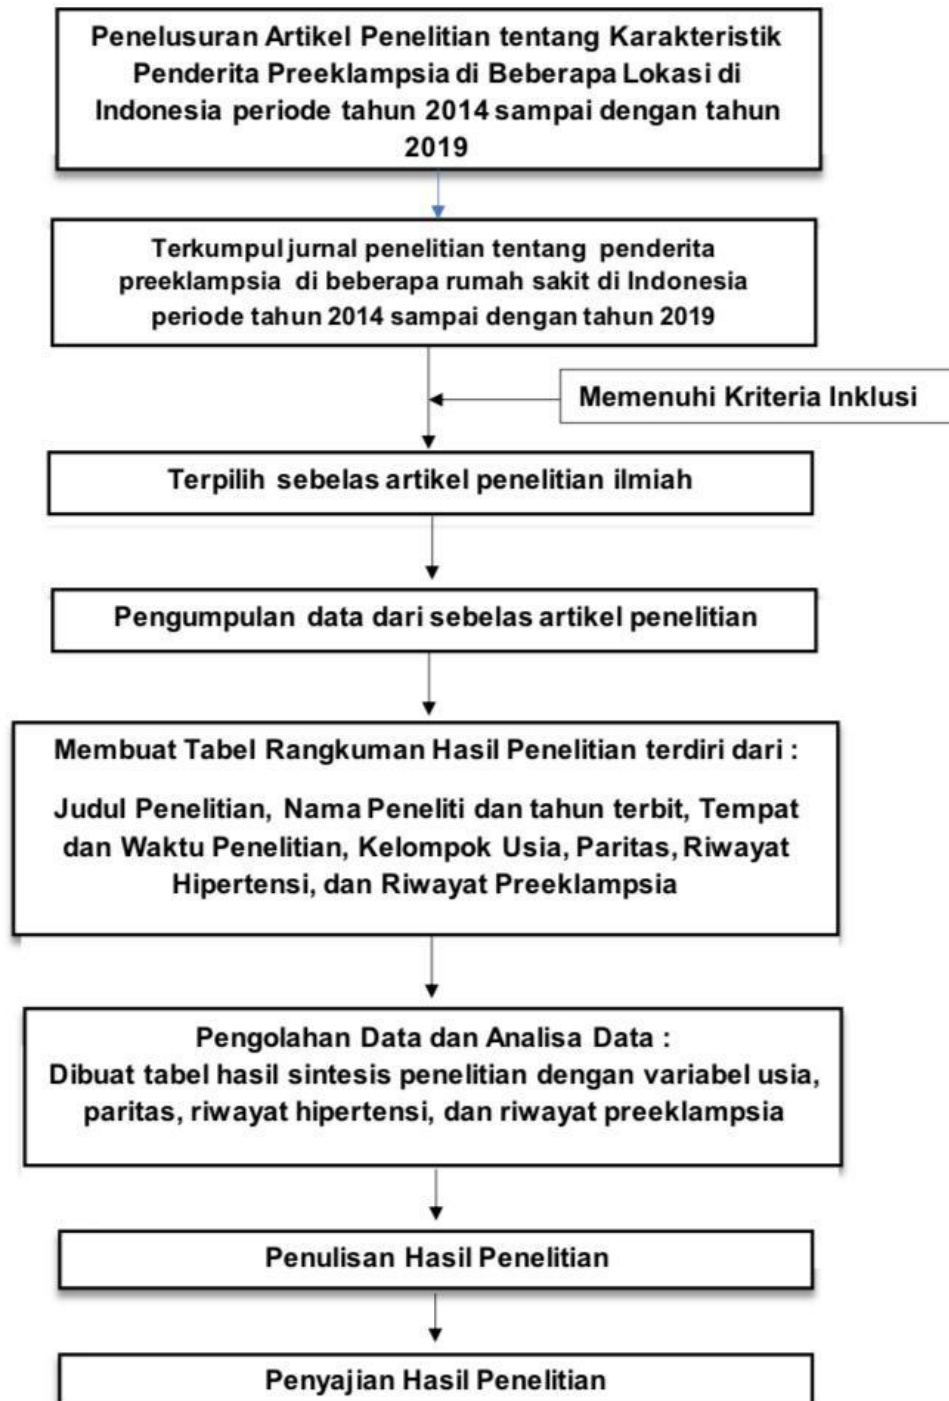 Penelusuran Artikel Penelitian tentang Karakteristik
Penderita Preeklampsia di Beberapa Lokasi di
Indonesia periode tahun 2014 sampai dengan tahun
2019
Terkumpul jurnal penelitian tentang penderita
preeklampsia di beberapa rumah sakit di Indonesia
periode tahun 2014 sampai dengan tahun 2019
Memenuhi Kriteria Inklusi
Terpilih sebelas artikel penelitian ilmiah
Pengumpulan data dari sebelas artikel penelitian
Membuat Tabel Rangkuman Hasil Penelitian terdiri dari :
Judul Penelitian, Nama Peneliti dan tahun terbit, Tempat
dan Waktu Penelitian, Kelompok Usia, Paritas, Riwayat
Hipertensi, dan Riwayat Preeklampsia
Pengolahan Data dan Analisa Data :
Dibuat tabel hasil sintesis penelitian dengan variabel usia,
paritas, riwayat hipertensi, dan riwayat preeklampsia
Penulisan Hasil Penelitian
Penyajian Hasil Penelitian